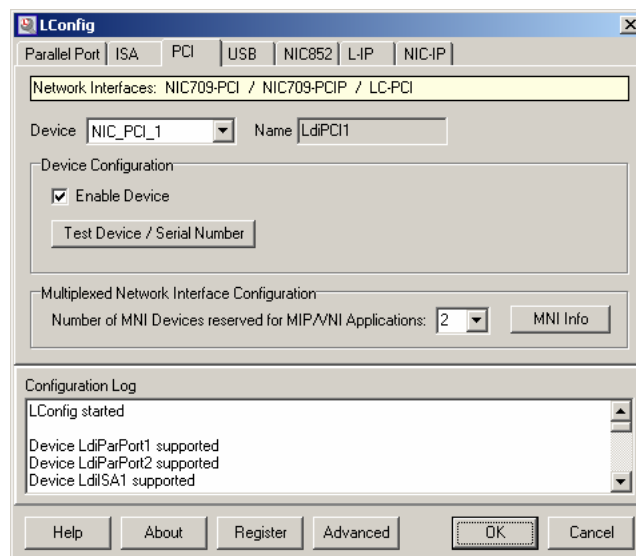 LConfig
Parallel Port ISA PCI USB NIC852 L-IP NIC-IP
Network Interfaces: NIC709-PCI / NIC709-PCIP / LC-PCI
Device NIC_PCI_1 Name LdiPCI1
Device Configuration
Enable Device
Test Device / Serial Number
Multiplexed Network Interface Configuration
Number of MNI Devices reserved for MIP/VNI Applications: 2 MNI Info
Configuration Log
LConfig started
Device LdiParPort1 supported
Device LdiParPort2 supported
Device LdiISA1 supported
Help About Register Advanced OK Cancel